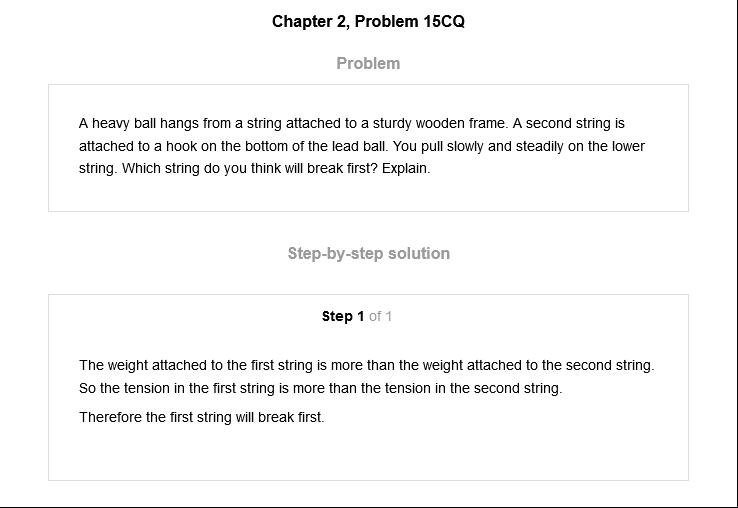 Chapter 2, Problem 15CQ
Problem
A heavy ball hangs from a string attached to a sturdy wooden frame. A second string is
attached to a hook on the bottom of the lead ball. You pull slowly and steadily on the lower
string. Which string do you think will break first? Explain.
Step-by-step solution
Step 1 of 1
The weight attached to the first string is more than the weight attached to the second string.
So the tension in the first string is more than the tension in the second string.
Therefore the first string will break first.